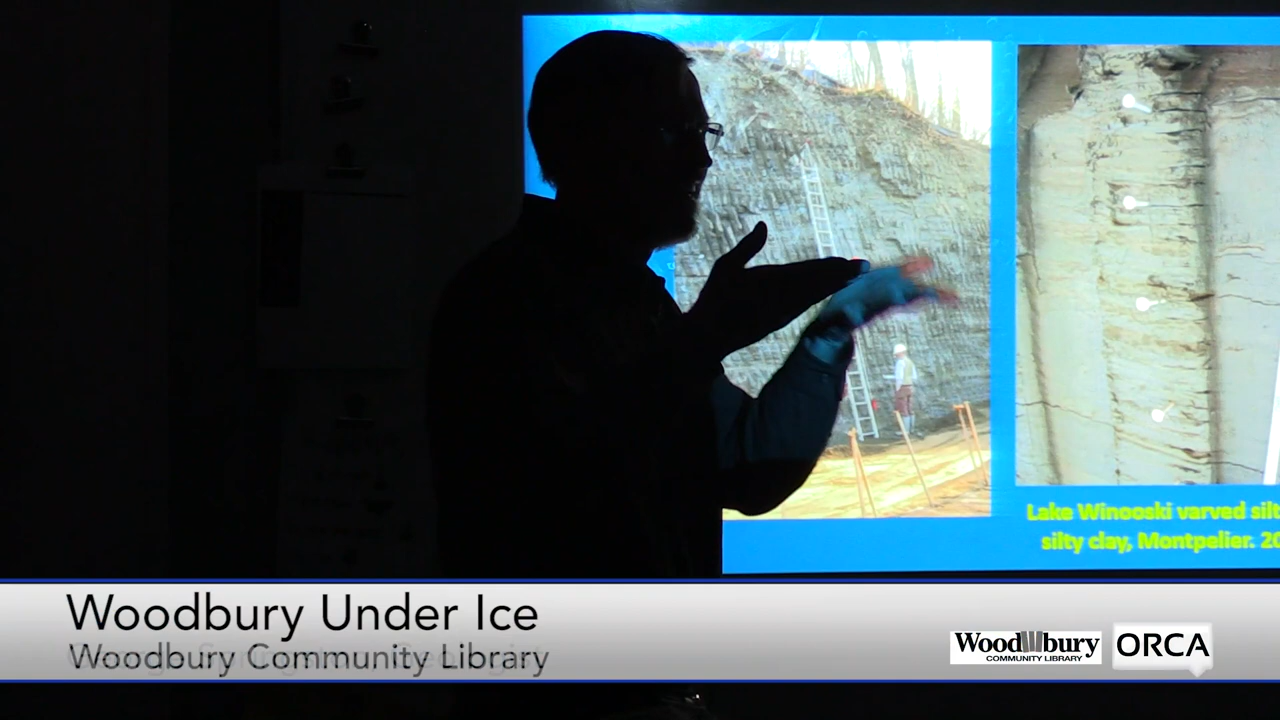 Lake Winooski varved silt
silty clay, Montpelier. 20
Woodbury Under Ice
Woodbury Community Library
Woodbury
COMMUNITY LIBRARY
ORCA